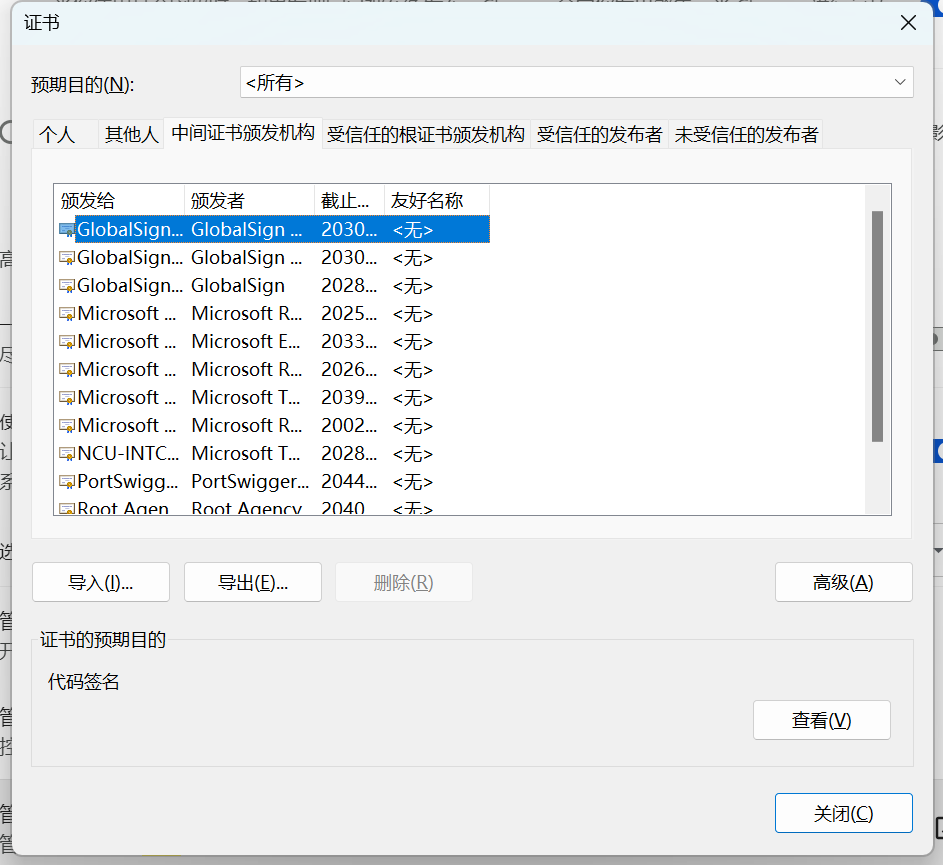 证书
预期目的(N): <所有>
个人 其他人 中间证书颁发机构 受信任的根证书颁发机构 受信任的发布者 未受信任的发布者
颁发给 颁发者 截止... 友好名称
GlobalSign... GlobalSign ... 2030... <无>
GlobalSign... GlobalSign ... 2030... <无>
GlobalSign... GlobalSign 2028... <无>
Microsoft ... Microsoft R... 2025... <无>
Microsoft ... Microsoft E... 2033... <无>
Microsoft ... Microsoft R... 2026... <无>
Microsoft ... Microsoft T... 2039... <无>
Microsoft ... Microsoft R... 2002... <无>
NCU-INTC... Microsoft T... 2028... <无>
PortSwigg... PortSwigger... 2044... <无>
Root Agen Root Agency 2040 <无>
导入(I)... 导出(E)... 删除(R) 高级(A)
证书的预期目的
代码签名
查看(V)
关闭(C)